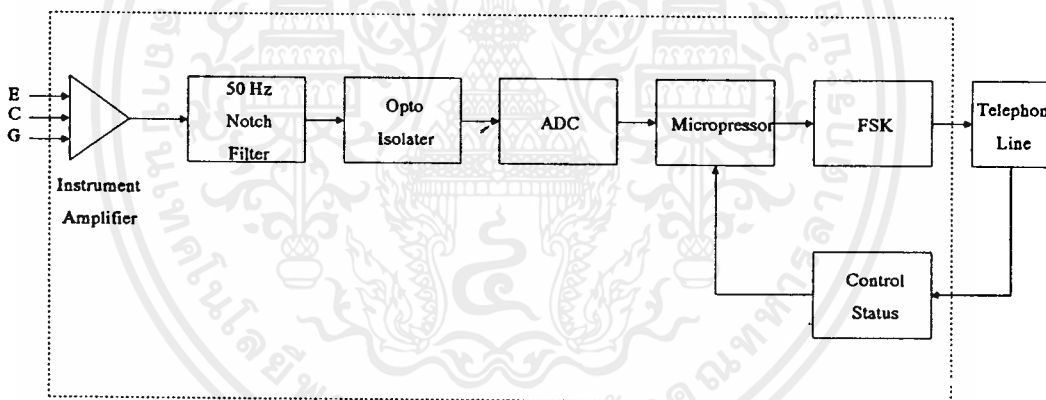 E
C
G
Instrument
Amplifier
50 Hz
Notch
Filter
Opto
Isolater
ADC
Micropressor
FSK
Telephon
Line
Control
Status